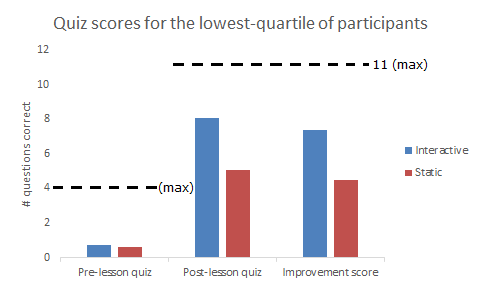 Quiz scores for the lowest-quartile of participants
# questions correct
12
10
8
6
4
2
0
11 (max)
(max)
Interactive
Static
Pre-lesson quiz
Post-lesson quiz
Improvement score